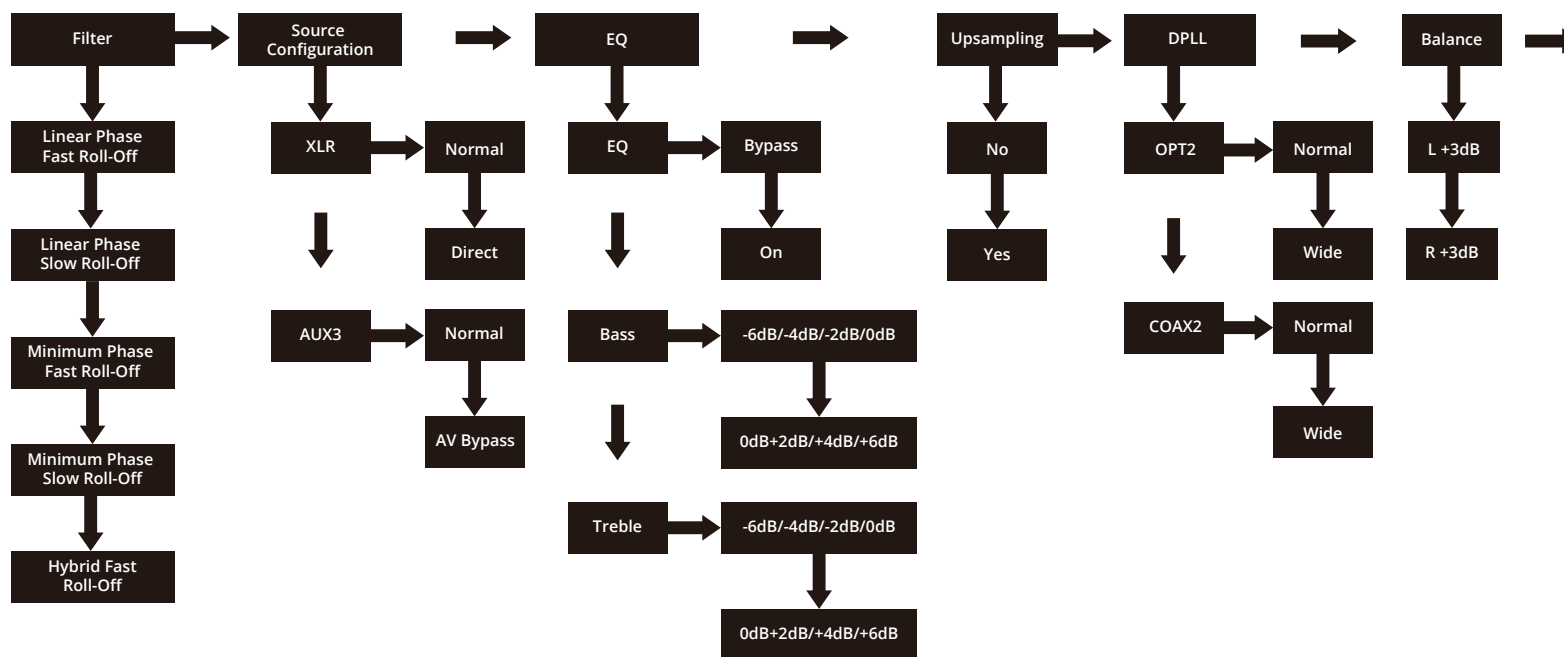 Filter
Source
Configuration
EQ
Upsampling
DPLL
Balance
Linear Phase
Fast Roll-Off
XLR
Normal
EQ
Bypass
No
OPT2
Normal
L +3dB
Linear Phase
Slow Roll-Off
Direct
On
Yes
Wide
R +3dB
Minimum Phase
Fast Roll-Off
AUX3
Normal
Bass
-6dB/-4dB/-2dB/0dB
COAX2
Normal
Minimum Phase
Slow Roll-Off
AV Bypass
0dB+2dB/+4dB/+6dB
Wide
Treble
-6dB/-4dB/-2dB/0dB
Hybrid Fast
Roll-Off
0dB+2dB/+4dB/+6dB